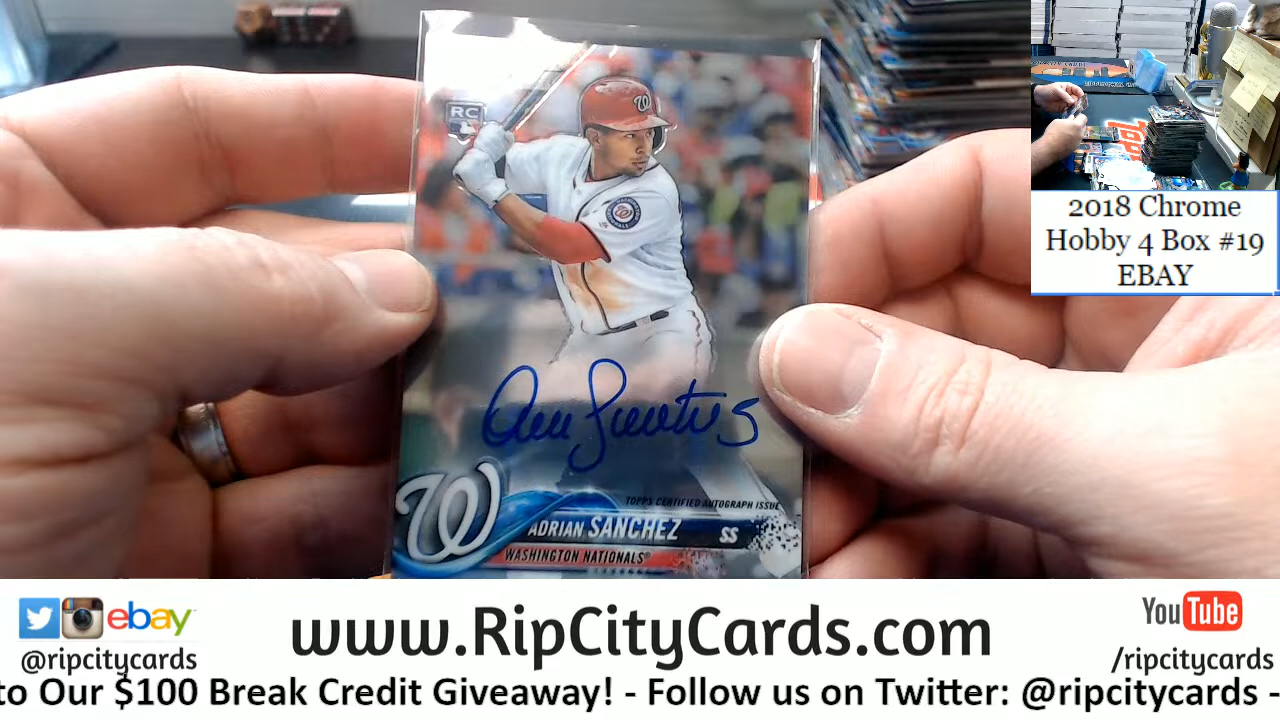 RC
W
TOPPS CERTIFIED AUTOGRAPH ISSUE
W
ADRIAN SANCHEZ SS
WASHINGTON NATIONALS®
2018 Chrome
Hobby 4 Box #19
EBAY
ebay
@ripcitycards
www.RipCityCards.com
YouTube
/ripcitycards
to Our $100 Break Credit Giveaway! - Follow us on Twitter: @ripcitycards -